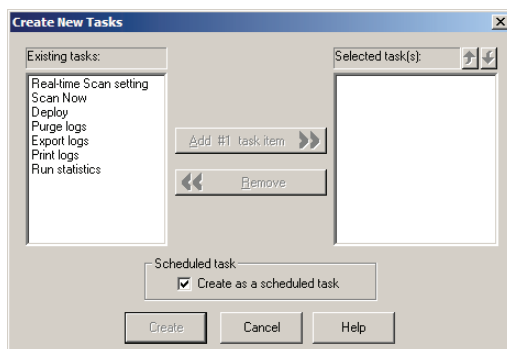 Create New Tasks
Existing tasks:
Selected task(s):
Real-time Scan setting
Scan Now
Deploy
Purge logs
Export logs
Print logs
Run statistics
Add #1 task item
Remove
Scheduled task
Create as a scheduled task
Create
Cancel
Help